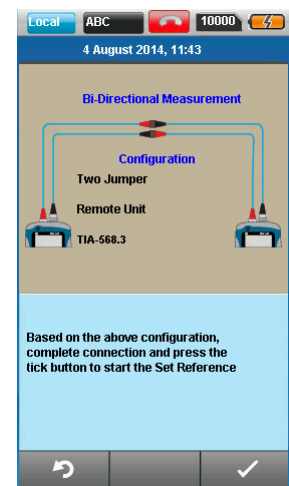 Local ABC 10000
4 August 2014, 11:43
Bi-Directional Measurement
Configuration
Two Jumper
Remote Unit
TIA-568.3
Based on the above configuration,
complete connection and press the
tick button to start the Set Reference